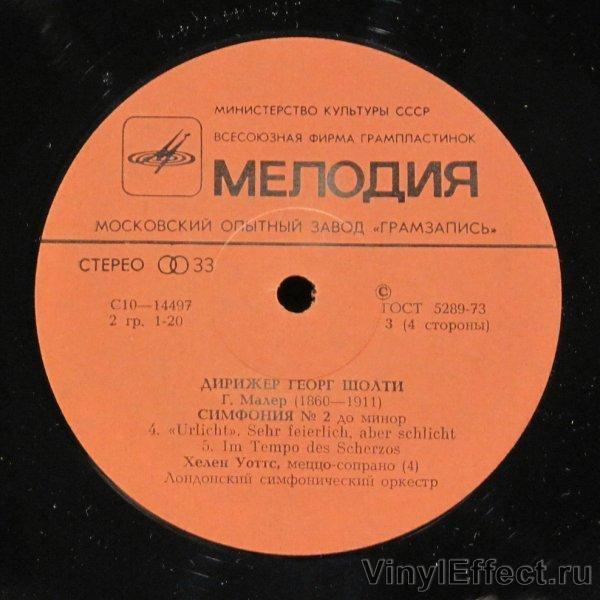 МИНИСТЕРСТВО КУЛЬТУРЫ СССР
ВСЕСОЮЗНАЯ ФИРМА ГРАМПЛАСТИНОК
МЕЛОДИЯ
МОСКОВСКИЙ ОПЫТНЫЙ ЗАВОД «ГРАМЗАПИСЬ»
СТЕРЕО 33
С10—14497
2 гр. 1-20
©
ГОСТ 5289-73
3 (4 стороны)
ДИРИЖЕР ГЕОРГ ШОЛТИ
Г. Малер (1860—1911)
СИМФОНИЯ № 2 до минор
4. «Urlicht». Sehr feierlich, aber schlicht
5. Im Tempo des Scherzos
Хелен Уоттс, меццо-сопрано (4)
Лондонский симфонический оркестр
VinylEffect.ru